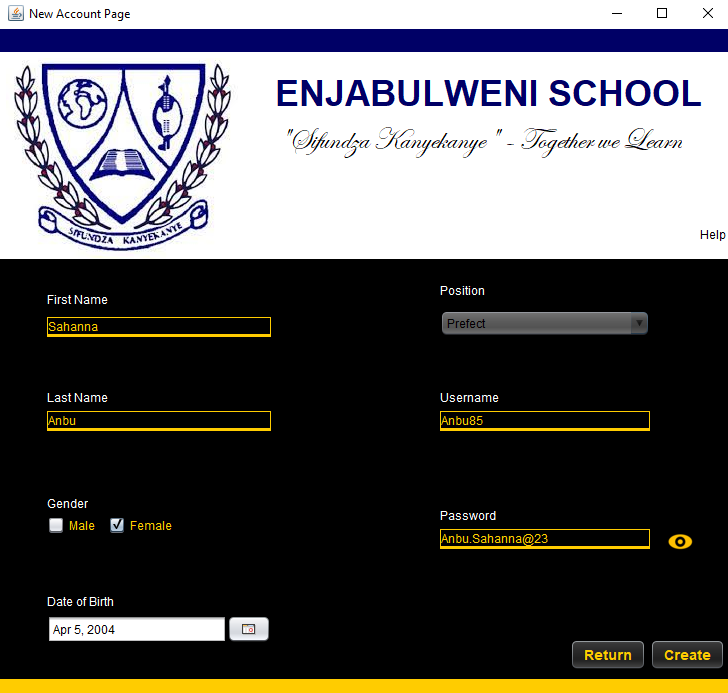 New Account Page
ENJABULWENI SCHOOL
"Sifundza Kanyekanye" - Together we Learn
SIFUNDZA KANYEKANYE
Help
First Name
Sahanna
Position
Prefect
Last Name
Anbu
Username
Anbu85
Gender
Male Female
Password
Anbu.Sahanna@23
Date of Birth
Apr 5, 2004
Return Create